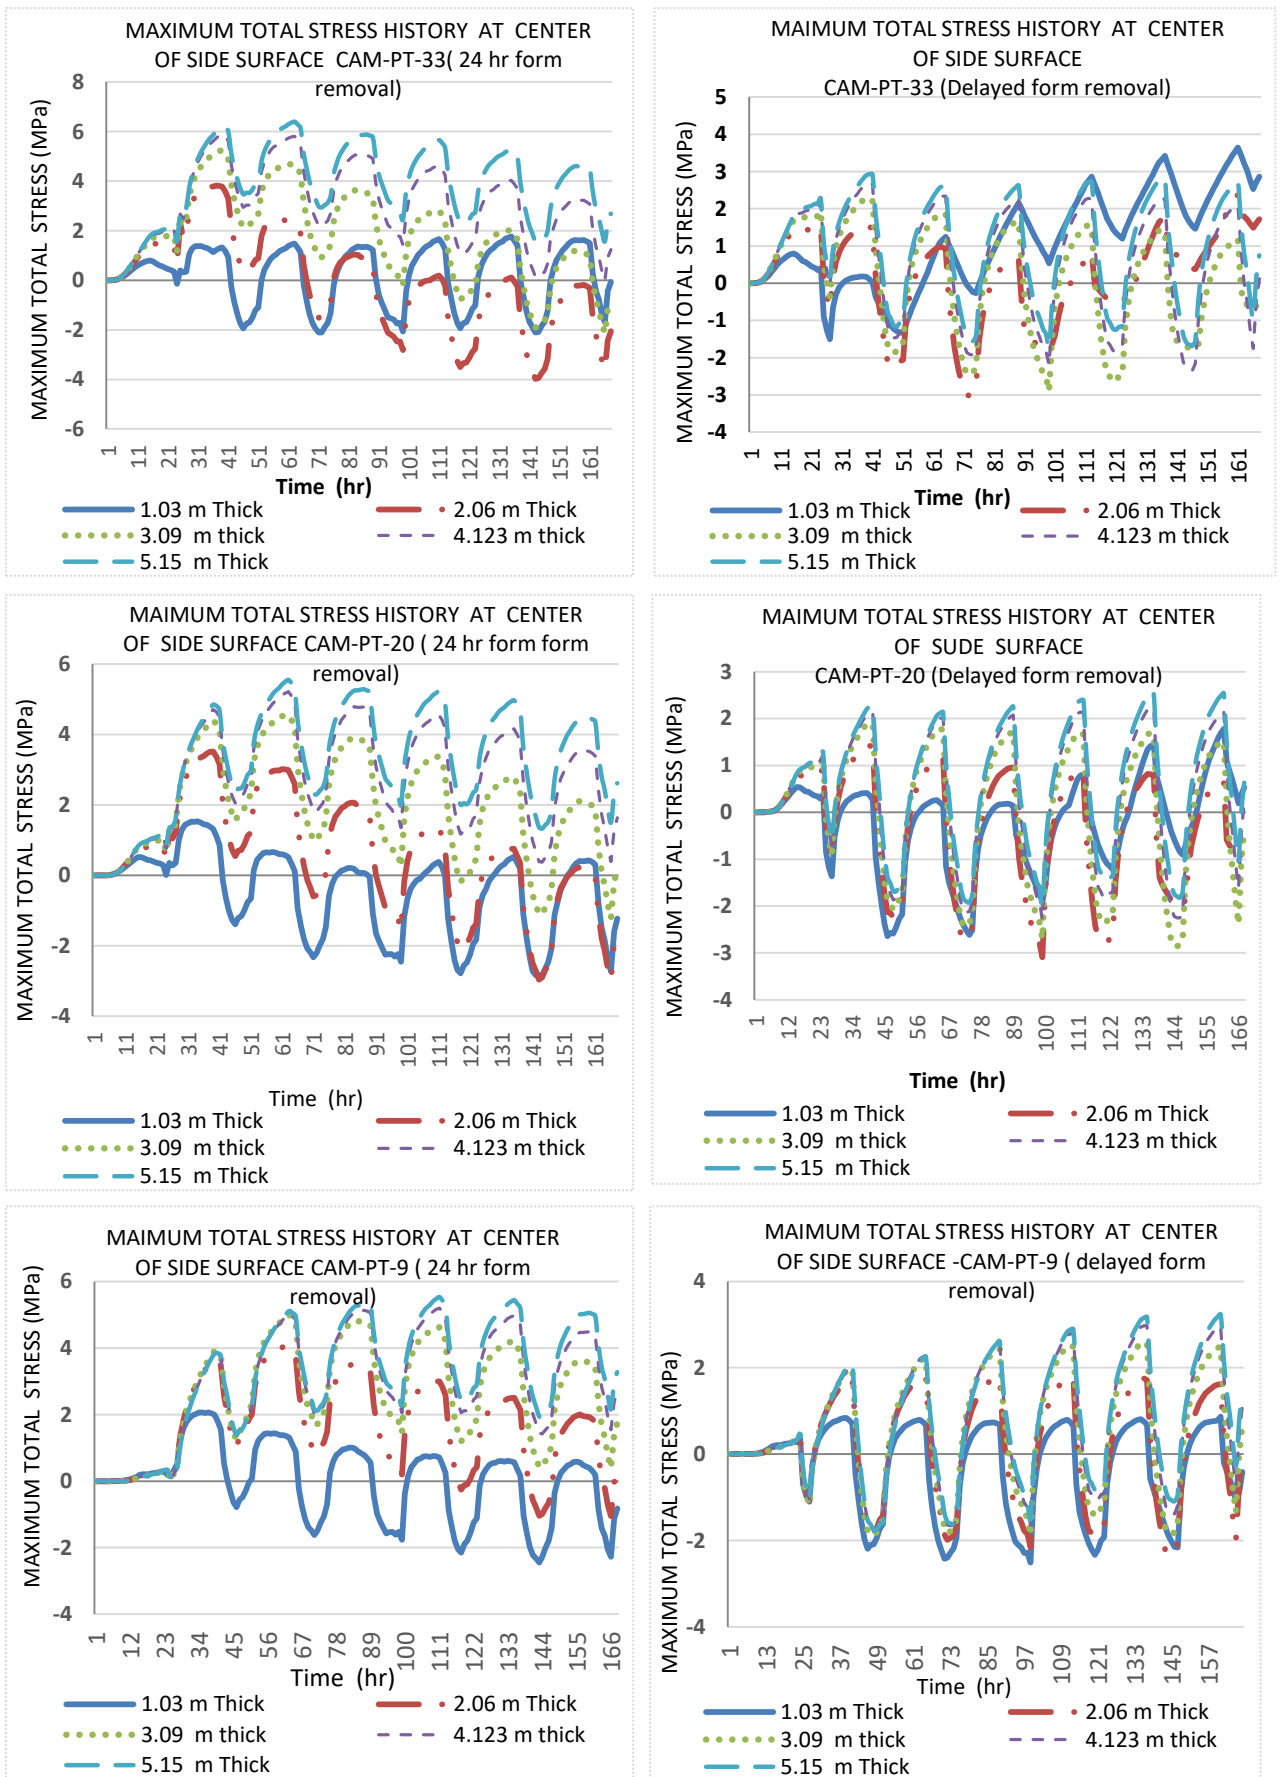 MAXIMUM TOTAL STRESS HISTORY AT CENTER
OF SIDE SURFACE CAM-PT-33( 24 hr form
removal)
MAXIMUM TOTAL STRESS (MPa)
8
6
4
2
0
-2
-4
-6
1 11 21 31 41 51 61 71 81 91 101 111 121 131 141 151 161
Time (hr)
1.03 m Thick 2.06 m Thick
3.09 m thick 4.123 m thick
5.15 m Thick
MAIMUM TOTAL STRESS HISTORY AT CENTER
OF SIDE SURFACE
CAM-PT-33 (Delayed form removal)
MAXIMUM TOTAL STRESS (MPa)
5
4
3
2
1
0
-1
-2
-3
-4
1 11 21 31 41 51 61 71 81 91 101 111 121 131 141 151 161
Time (hr)
1.03 m Thick 2.06 m Thick
3.09 m thick 4.123 m thick
5.15 m Thick
MAIMUM TOTAL STRESS HISTORY AT CENTER
OF SIDE SURFACE CAM-PT-20 ( 24 hr form form
removal)
MAXIMUM TOTAL STRESS (MPa)
6
4
2
0
-2
-4
1 11 21 31 41 51 61 71 81 91 101 111 121 131 141 151 161
Time (hr)
1.03 m Thick 2.06 m Thick
3.09 m thick 4.123 m thick
5.15 m Thick
MAIMUM TOTAL STRESS HISTORY AT CENTER
OF SUDE SURFACE
CAM-PT-20 (Delayed form removal)
MAXIMUM TOTAL STRESS (MPa)
3
2
1
0
-1
-2
-3
-4
1 12 23 34 45 56 67 78 89 100 111 122 133 144 155 166
Time (hr)
1.03 m Thick 2.06 m Thick
3.09 m thick 4.123 m thick
5.15 m Thick
MAIMUM TOTAL STRESS HISTORY AT CENTER
OF SIDE SURFACE CAM-PT-9 ( 24 hr form
removal)
MAXIMUM TOTAL STRESS (MPa)
6
4
2
0
-2
-4
1 12 23 34 45 56 67 78 89 100 111 122 133 144 155 166
Time (hr)
1.03 m Thick 2.06 m Thick
3.09 m thick 4.123 m thick
5.15 m Thick
MAIMUM TOTAL STRESS HISTORY AT CENTER
OF SIDE SURFACE -CAM-PT-9 ( delayed form
removal)
MAXIMUM TOTAL STRESS (MPa)
4
2
0
-2
-4
1 13 25 37 49 61 73 85 97 109 121 133 145 157
Time (hr)
1.03 m Thick 2.06 m Thick
3.09 m thick 4.123 m thick
5.15 m Thick